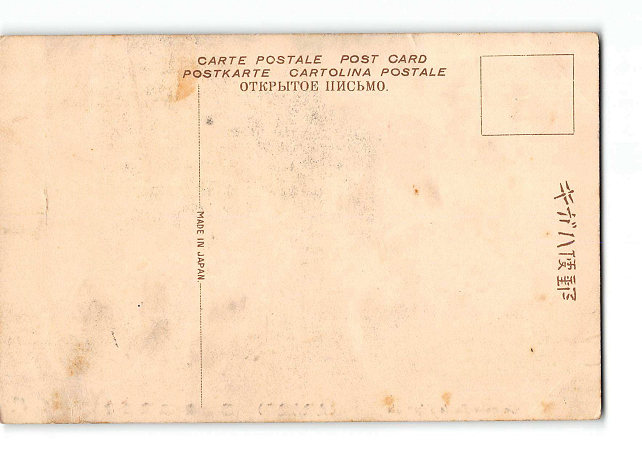 CARTE POSTALE POST CARD
POSTKARTE CARTOLINA POSTALE
ОТКРЫТОЕ ПИСЬМО.
MADE IN JAPAN.
郵便ハガキ